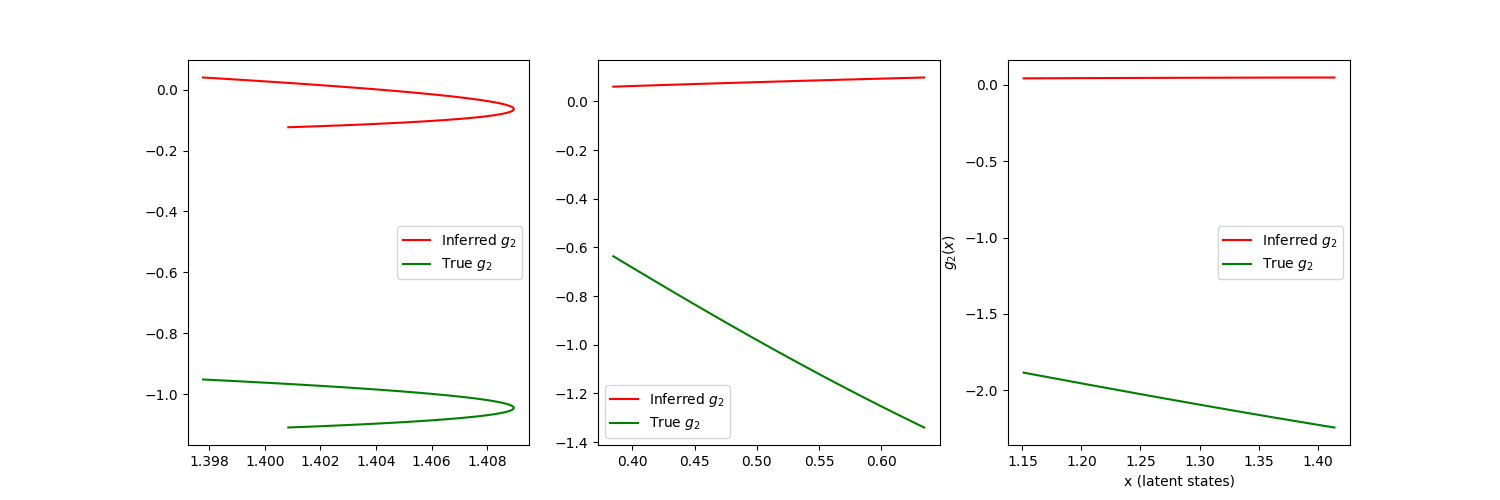 0.0
−0.2
−0.4
−0.6
−0.8
−1.0
1.398 1.400 1.402 1.404 1.406 1.408
Inferred g₂
True g₂
0.0
−0.2
−0.4
−0.6
−0.8
−1.0
−1.2
−1.4
0.40 0.45 0.50 0.55 0.60
Inferred g₂
True g₂
g₂(x)
0.0
−0.5
−1.0
−1.5
−2.0
1.15 1.20 1.25 1.30 1.35 1.40
x (latent states)
Inferred g₂
True g₂